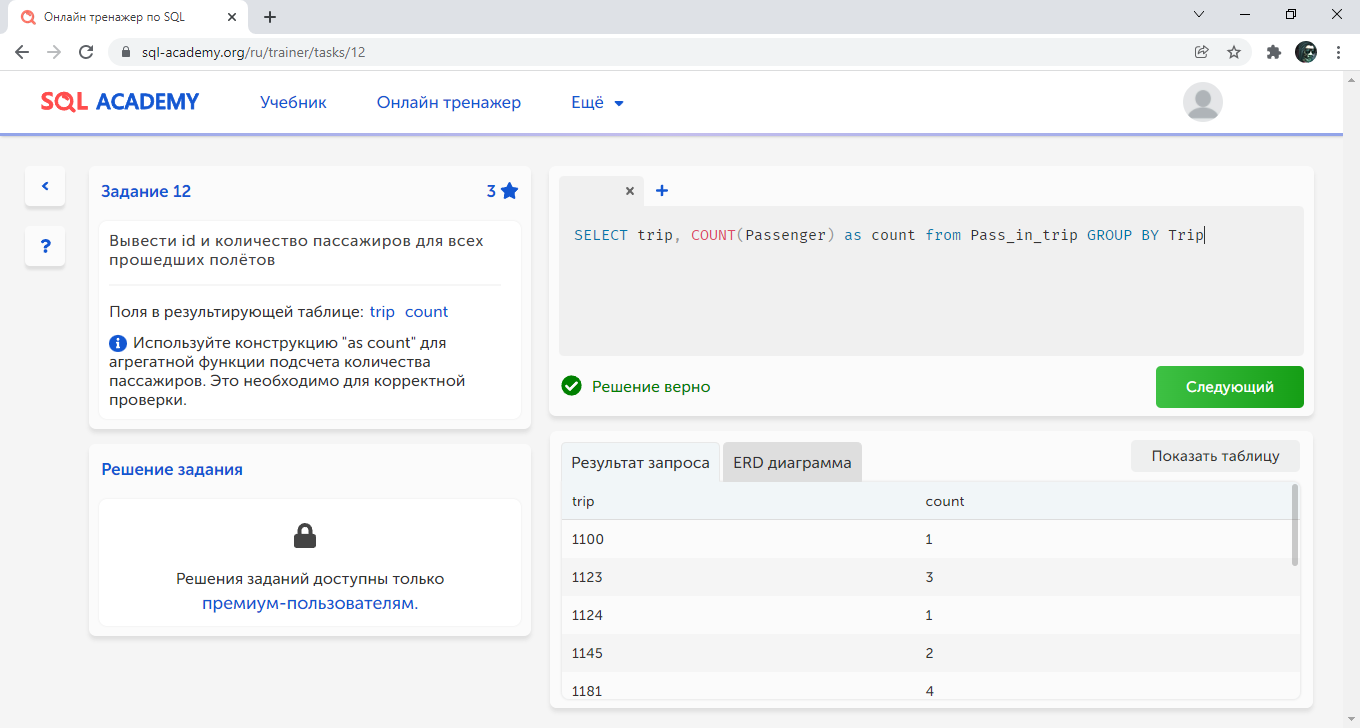 Онлайн тренажер по SQL
sql-academy.org/ru/trainer/tasks/12
SQL ACADEMY
Учебник
Онлайн тренажер
Ещё
Задание 12
3
Вывести id и количество пассажиров для всех
прошедших полётов
Поля в результирующей таблице: trip count
Используйте конструкцию "as count" для
агрегатной функции подсчета количества
пассажиров. Это необходимо для корректной
проверки.
Решение задания
Решения заданий доступны только
премиум-пользователям.
SELECT trip, COUNT(Passenger) as count from Pass_in_trip GROUP BY Trip
Решение верно
Следующий
Результат запроса
ERD диаграмма
Показать таблицу
trip count
1100 1
1123 3
1124 1
1145 2
1181 4